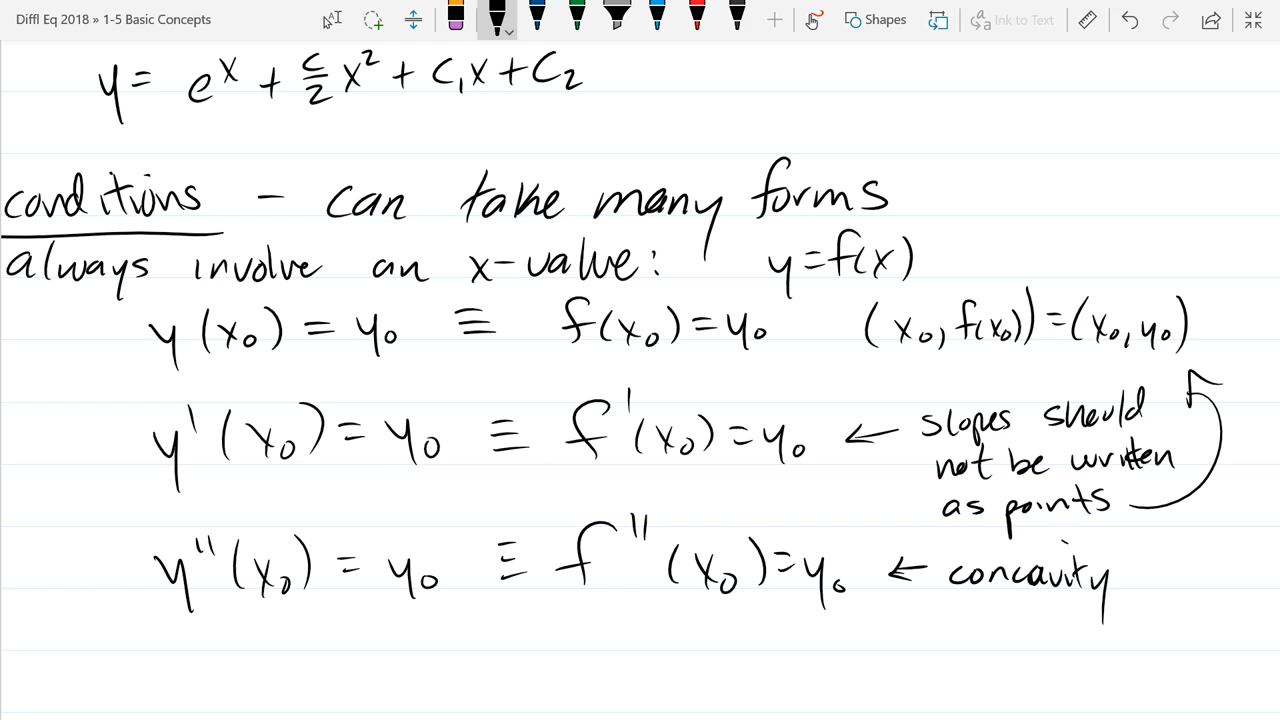 Diffl Eq 2018 » 1-5 Basic Concepts
Shapes
Ink to Text
y = eˣ + c/2 x² + C₁x + C₂
conditions – can take many forms
always involve an x-value: y=f(x)
y(x₀) = y₀ ≡ f(x₀) = y₀ (x₀, f(x₀)) = (x₀, y₀)
y'(x₀) = y₀ ≡ f'(x₀) = y₀ ← slopes should
not be written
as points
y''(x₀) = y₀ ≡ f''(x₀) = y₀ ← concavity